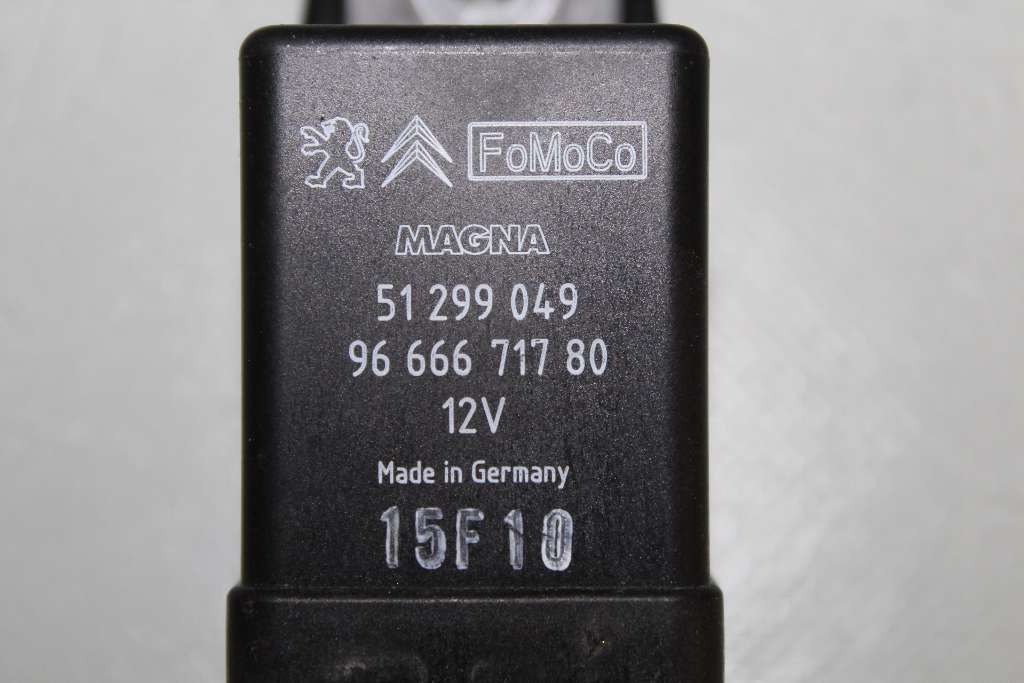 FoMoCo
MAGNA
51 299 049
96 666 717 80
12V
Made in Germany
15F10